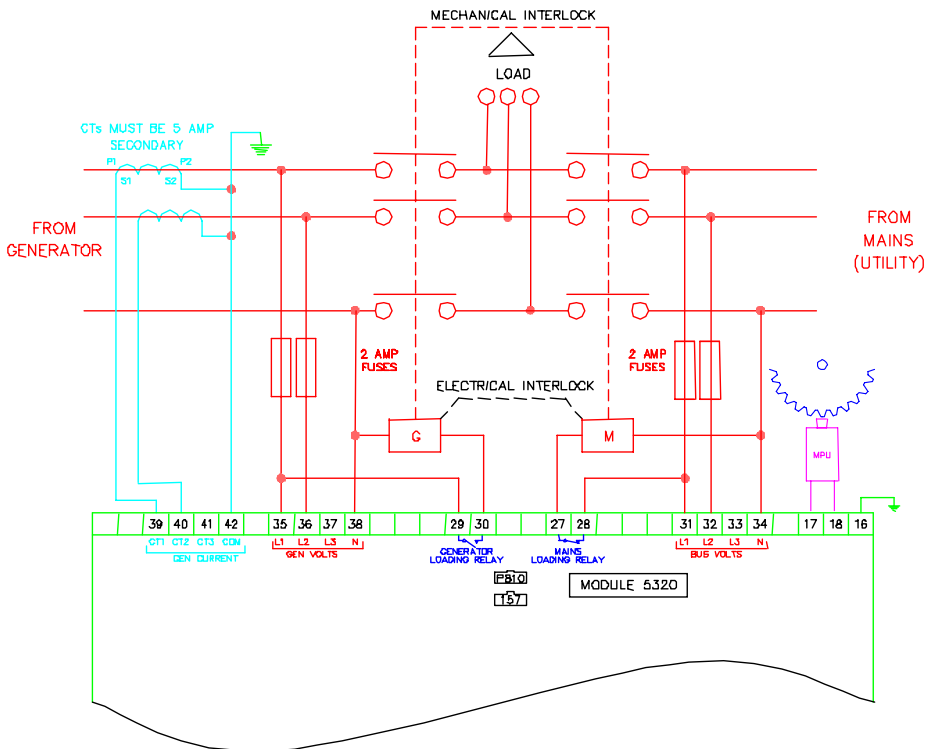 MECHANICAL INTERLOCK
LOAD
CTs MUST BE 5 AMP
SECONDARY
P1 P2
S1 S2
FROM
GENERATOR
FROM
MAINS
(UTILITY)
2 AMP
FUSES
2 AMP
FUSES
ELECTRICAL INTERLOCK
G
M
MPU
39 40 41 42 35 36 37 38 29 30 27 28 31 32 33 34 17 18 16
CT1 CT2 CT3 COM
GEN CURRENT
L1 L2 L3 N
GEN VOLTS
GENERATOR
LOADING RELAY
MAINS
LOADING RELAY
L1 L2 L3 N
BUS VOLTS
P810
157
MODULE 5320